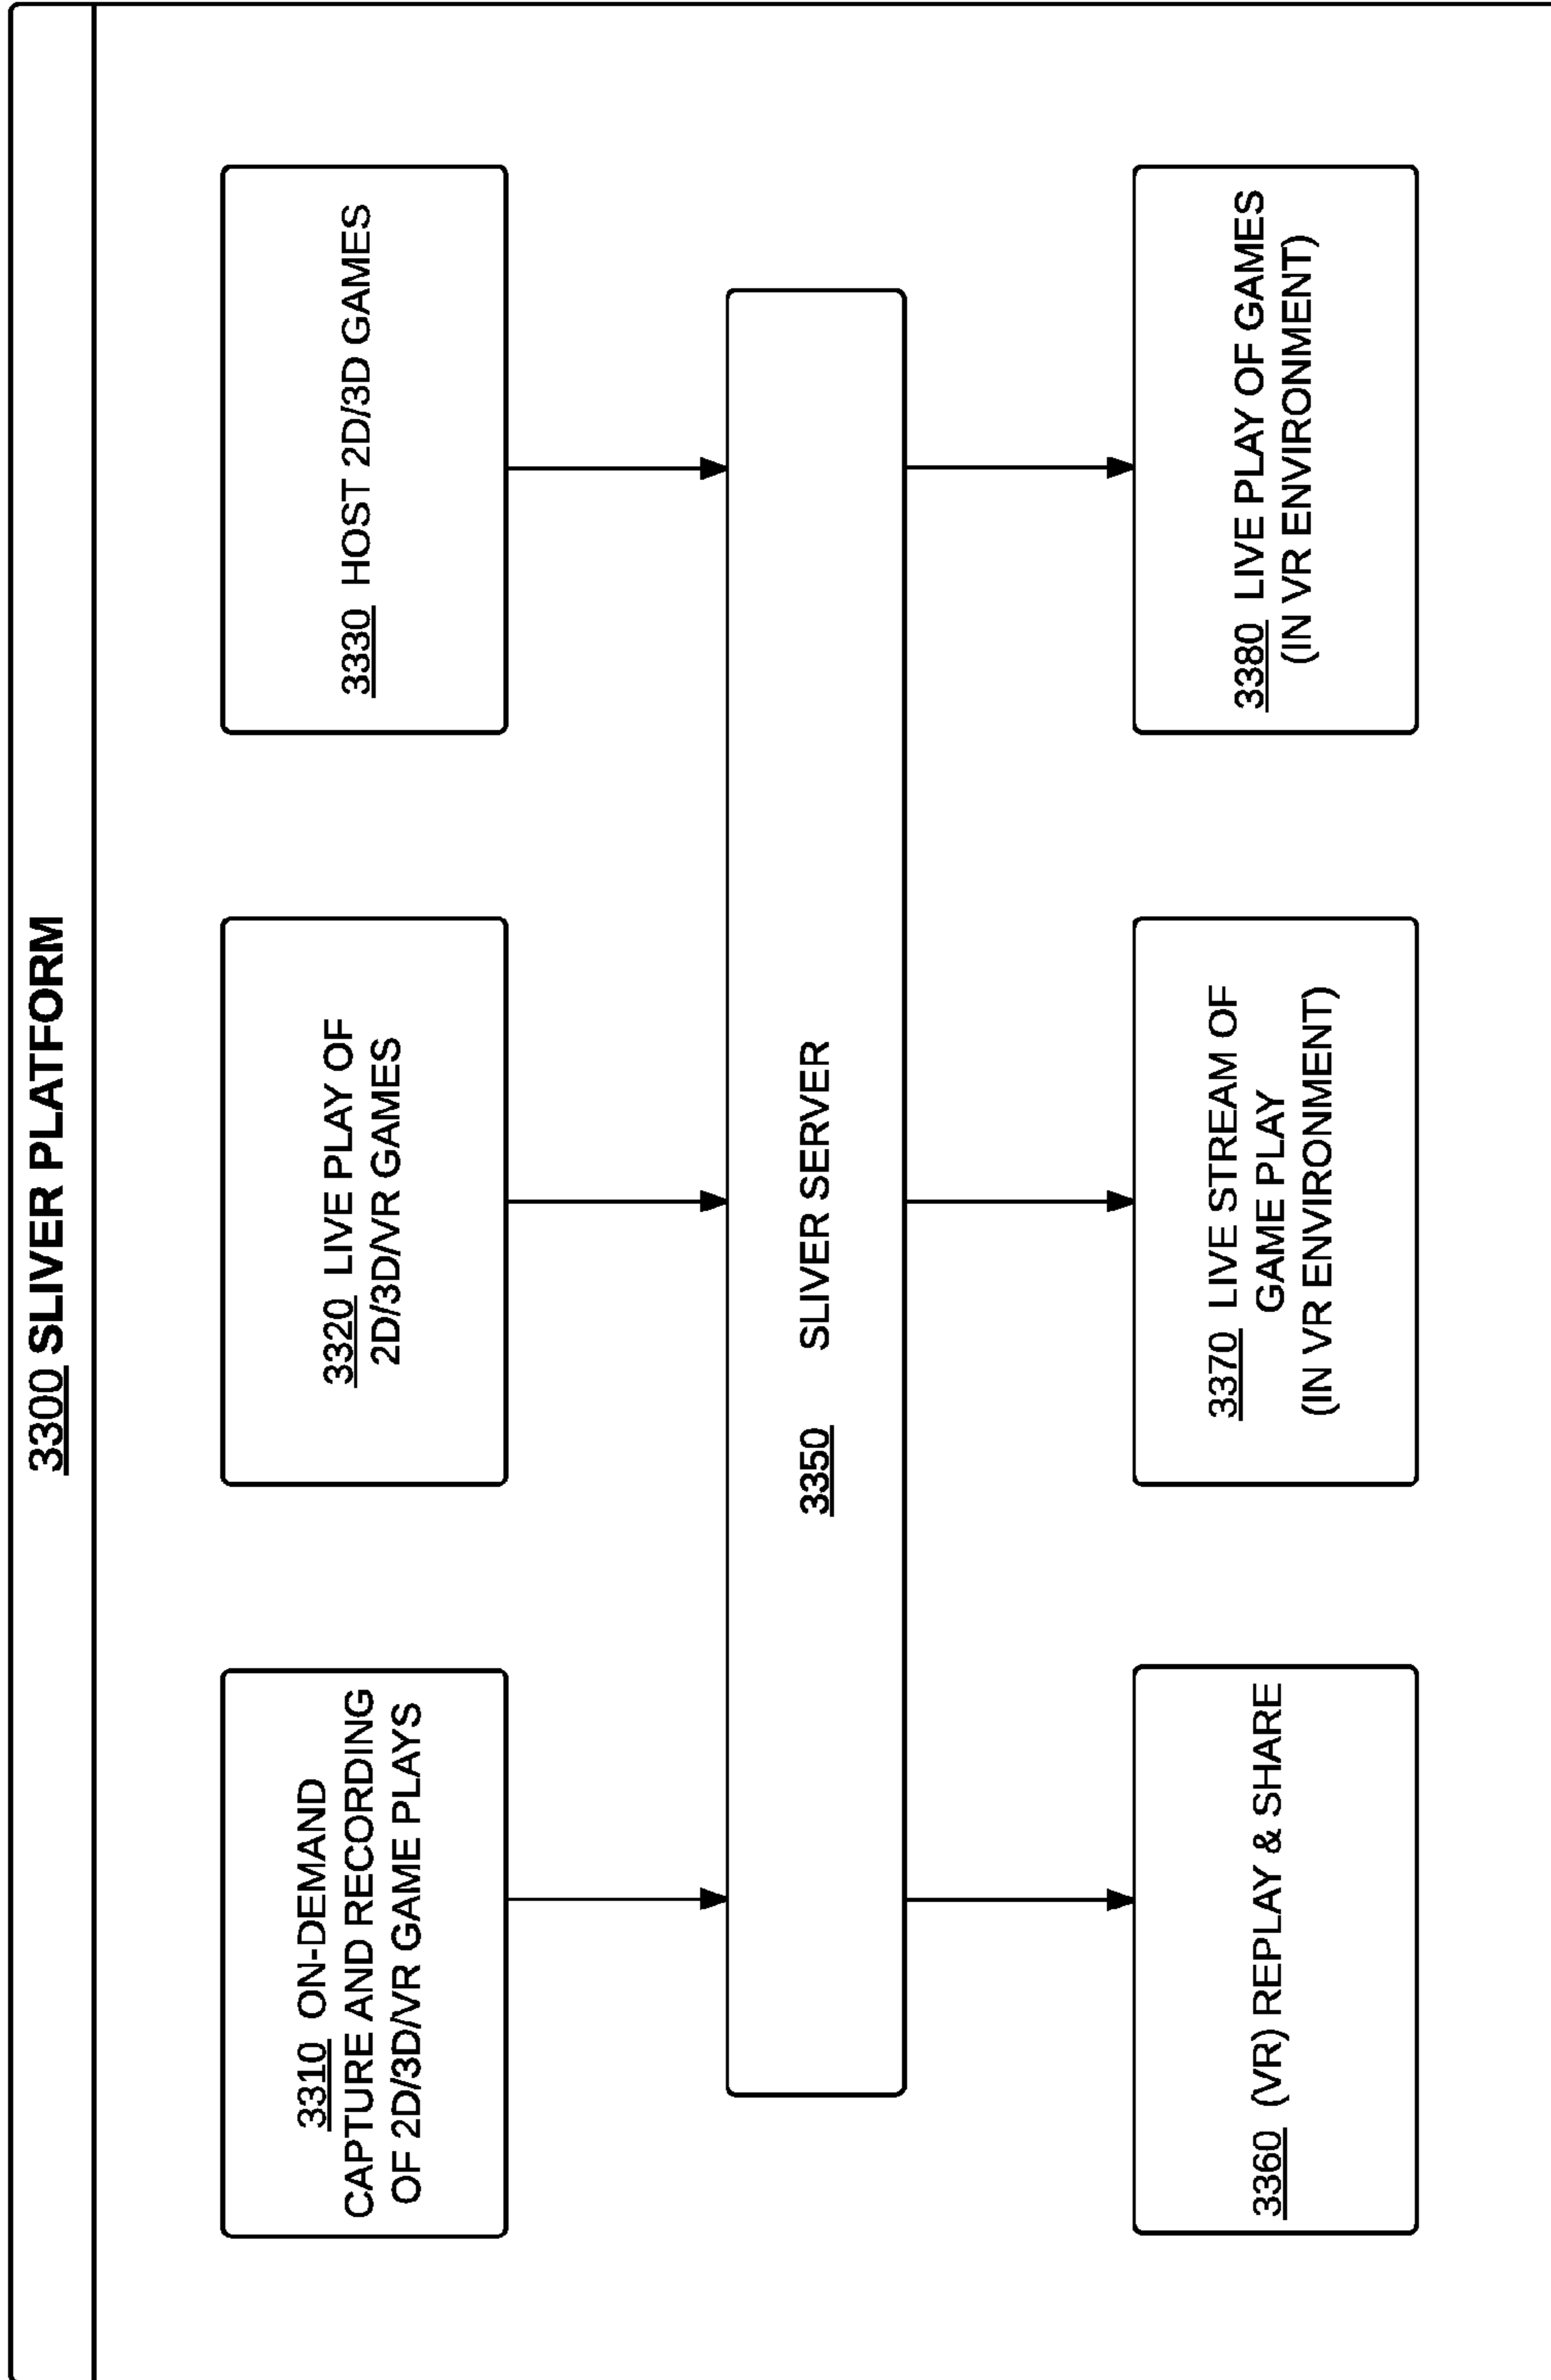 3300 SLIVER PLATFORM
3310 ON-DEMAND
CAPTURE AND RECORDING
OF 2D/3D/VR GAME PLAYS
3320 LIVE PLAY OF
2D/3D/VR GAMES
3330 HOST 2D/3D GAMES
3350 SLIVER SERVER
3360 (VR) REPLAY & SHARE
3370 LIVE STREAM OF
GAME PLAY
(IN VR ENVIRONMENT)
3380 LIVE PLAY OF GAMES
(IN VR ENVIRONMENT)